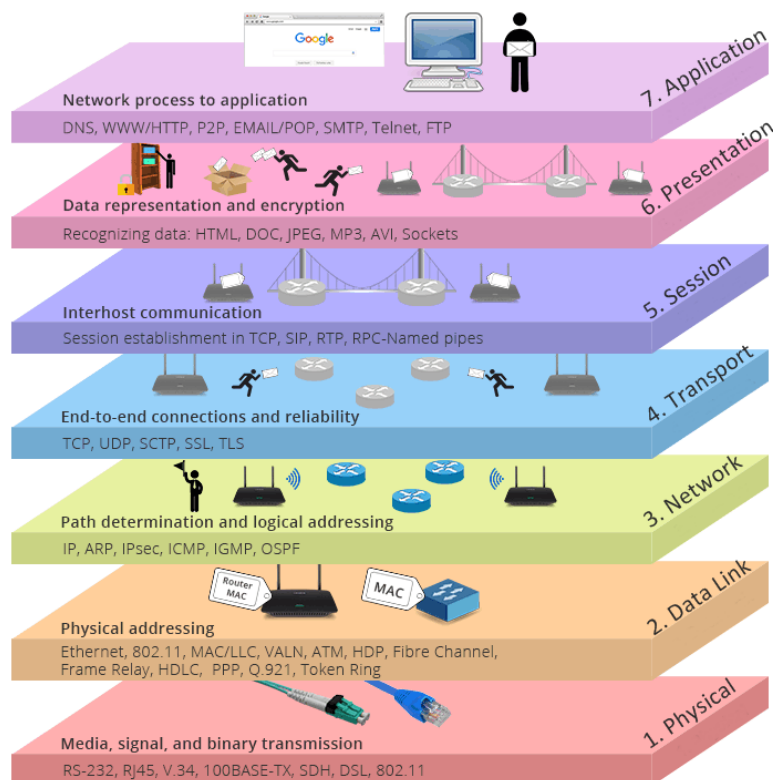 Google
7. Application
Network process to application
DNS, WWW/HTTP, P2P, EMAIL/POP, SMTP, Telnet, FTP
6. Presentation
Data representation and encryption
Recognizing data: HTML, DOC, JPEG, MP3, AVI, Sockets
5. Session
Interhost communication
Session establishment in TCP, SIP, RTP, RPC-Named pipes
4. Transport
End-to-end connections and reliability
TCP, UDP, SCTP, SSL, TLS
3. Network
Path determination and logical addressing
IP, ARP, IPsec, ICMP, IGMP, OSPF
Router
MAC
MAC
2. Data Link
Physical addressing
Ethernet, 802.11, MAC/LLC, VALN, ATM, HDP, Fibre Channel,
Frame Relay, HDLC, PPP, Q.921, Token Ring
1. Physical
Media, signal, and binary transmission
RS-232, RJ45, V.34, 100BASE-TX, SDH, DSL, 802.11